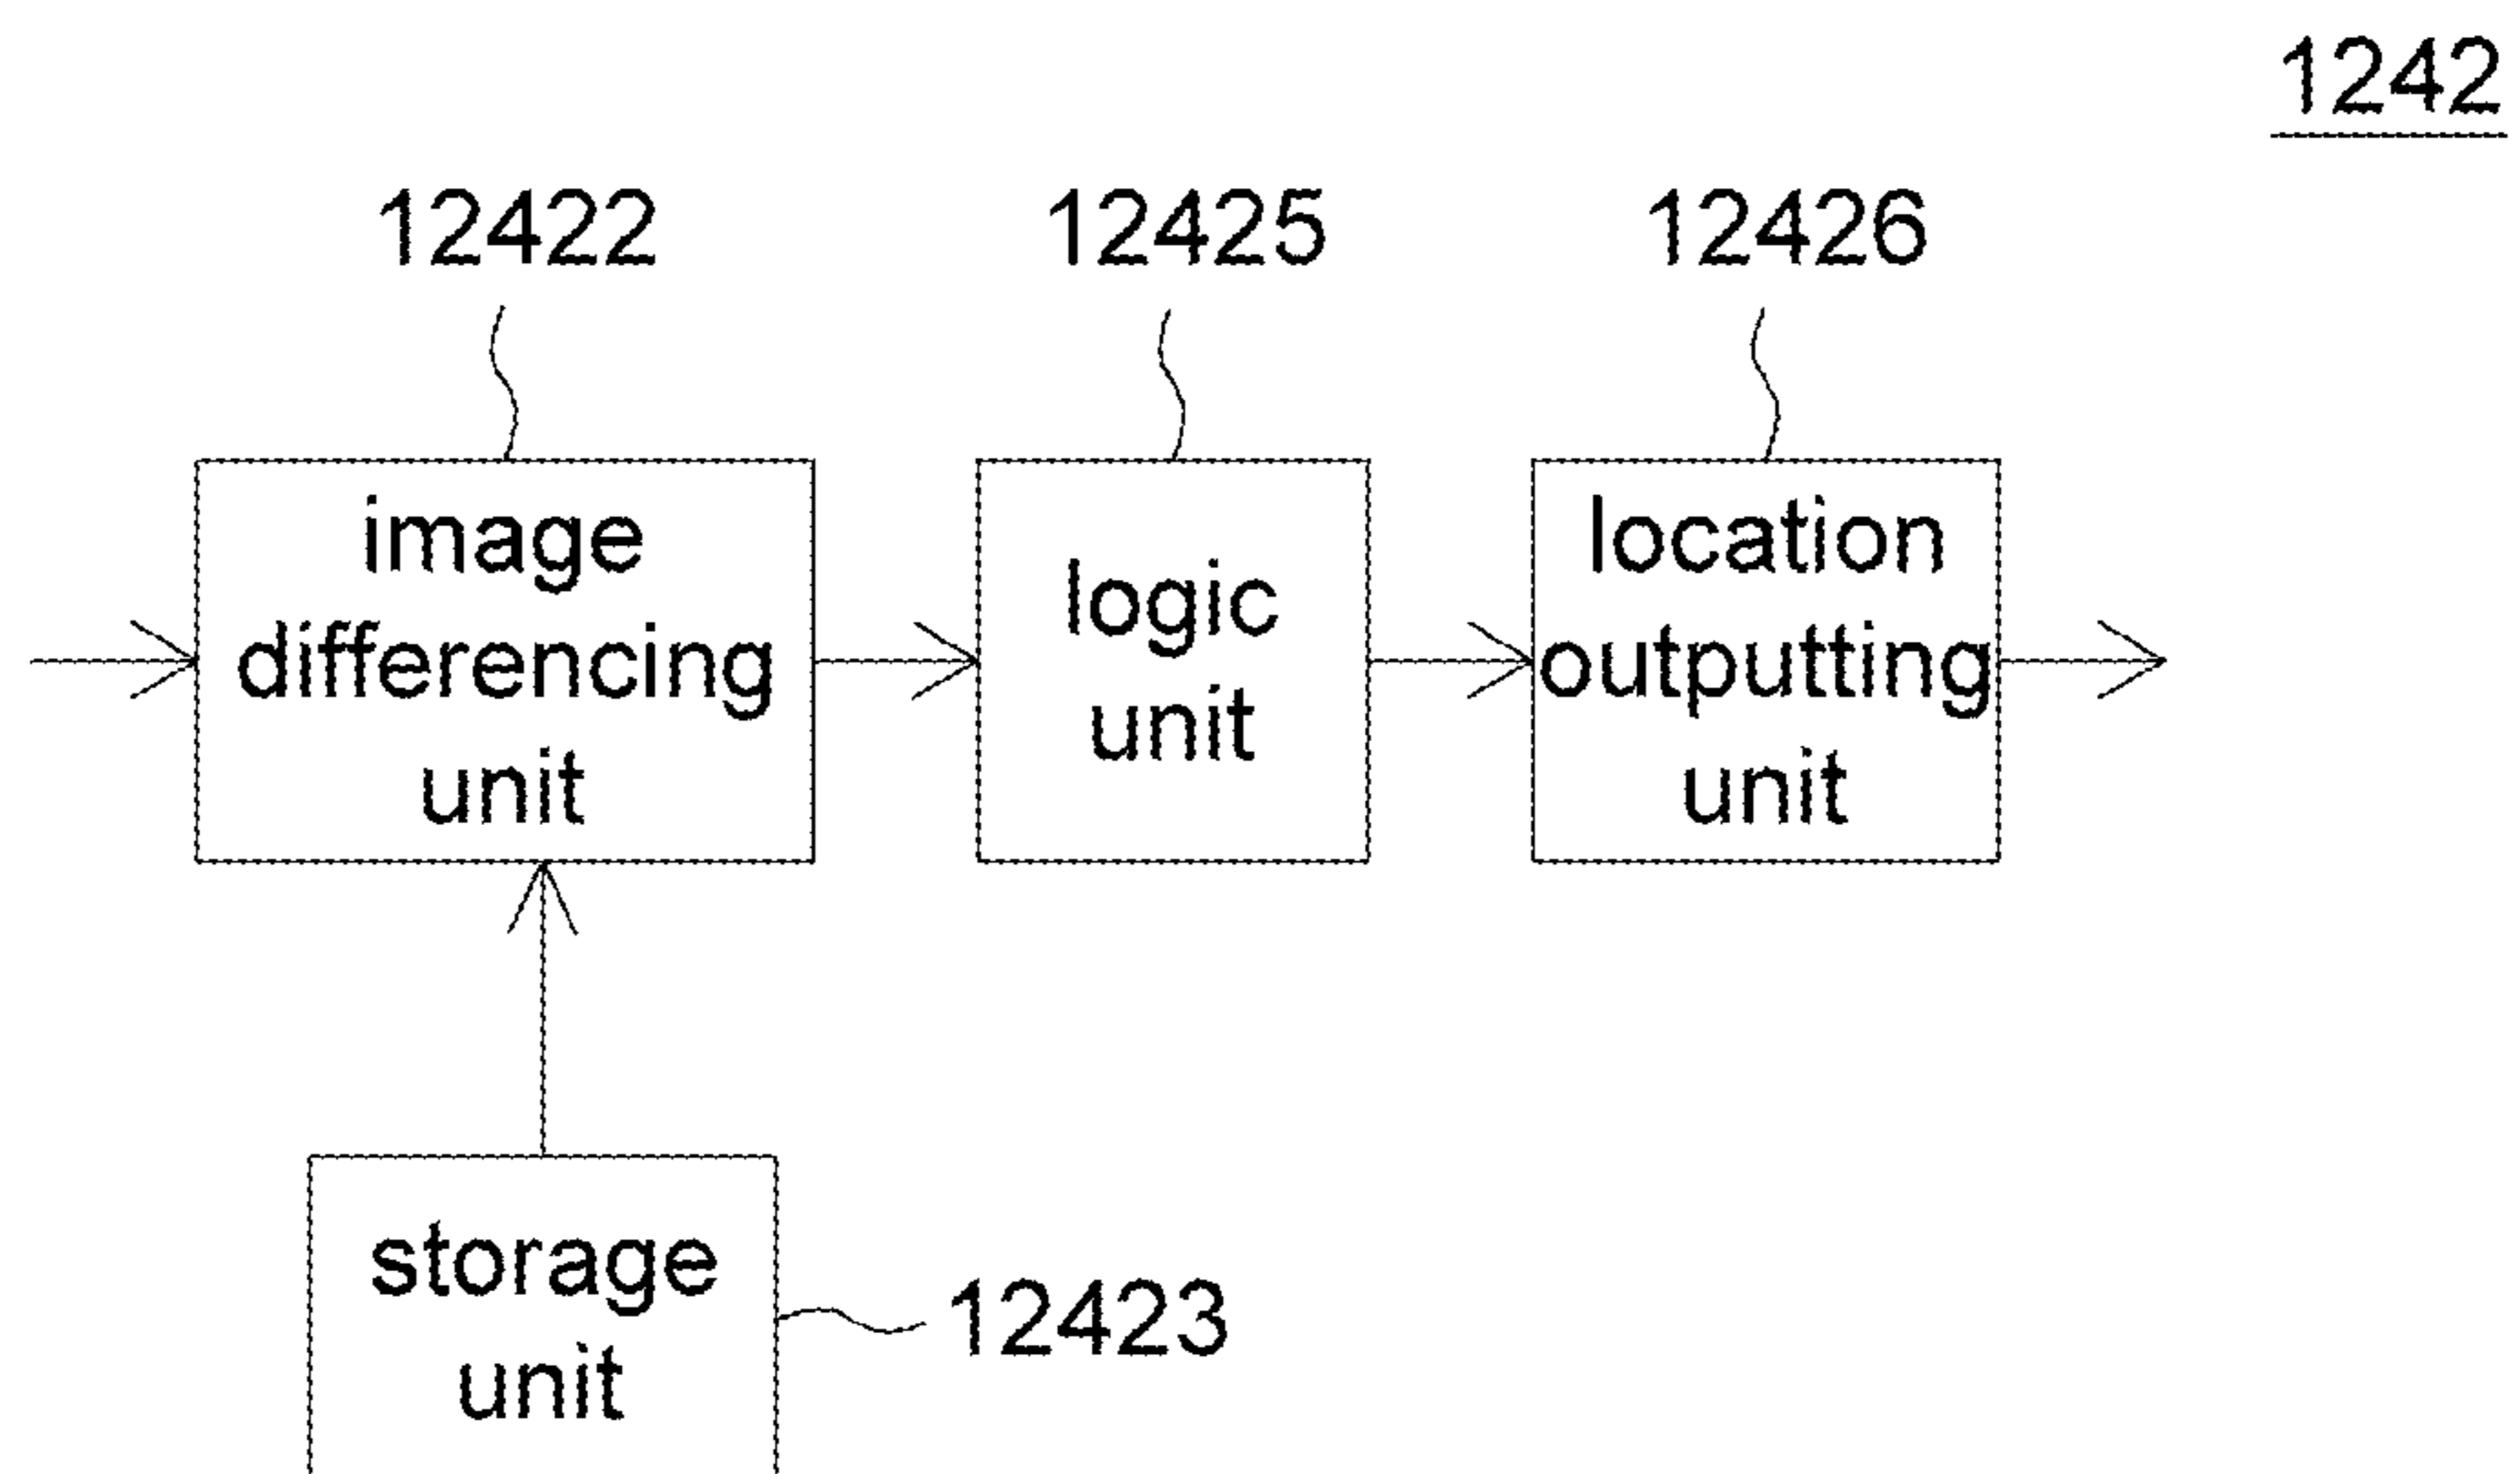 1242
12422
12425
12426
image
differencing
unit
logic
unit
location
outputting
unit
storage
unit
12423